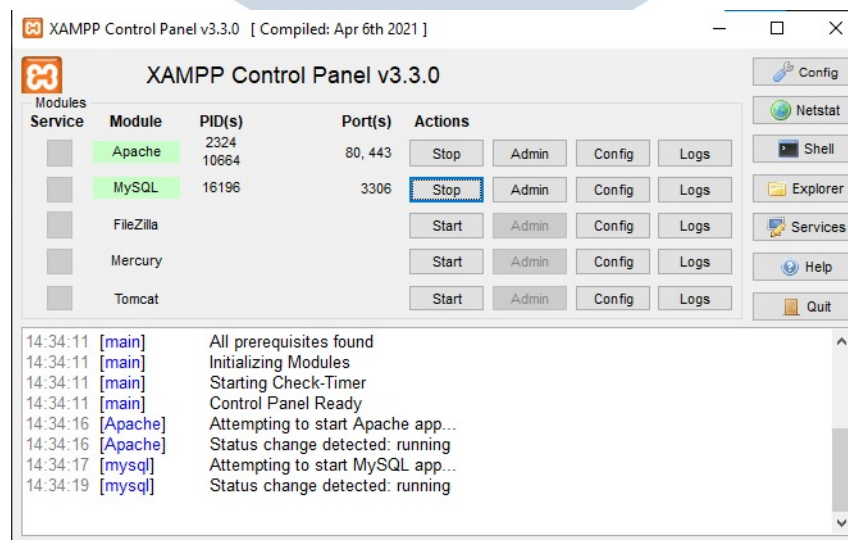 XAMPP Control Panel v3.3.0 [ Compiled: Apr 6th 2021 ]
XAMPP Control Panel v3.3.0
Config
Modules
Service Module PID(s) Port(s) Actions
Netstat
Apache 2324 10664 80, 443 Stop Admin Config Logs
Shell
MySQL 16196 3306 Stop Admin Config Logs
Explorer
FileZilla Start Admin Config Logs
Services
Mercury Start Admin Config Logs
Help
Tomcat Start Admin Config Logs
Quit
14:34:11 [main] All prerequisites found
14:34:11 [main] Initializing Modules
14:34:11 [main] Starting Check-Timer
14:34:11 [main] Control Panel Ready
14:34:16 [Apache] Attempting to start Apache app...
14:34:16 [Apache] Status change detected: running
14:34:17 [mysql] Attempting to start MySQL app...
14:34:19 [mysql] Status change detected: running